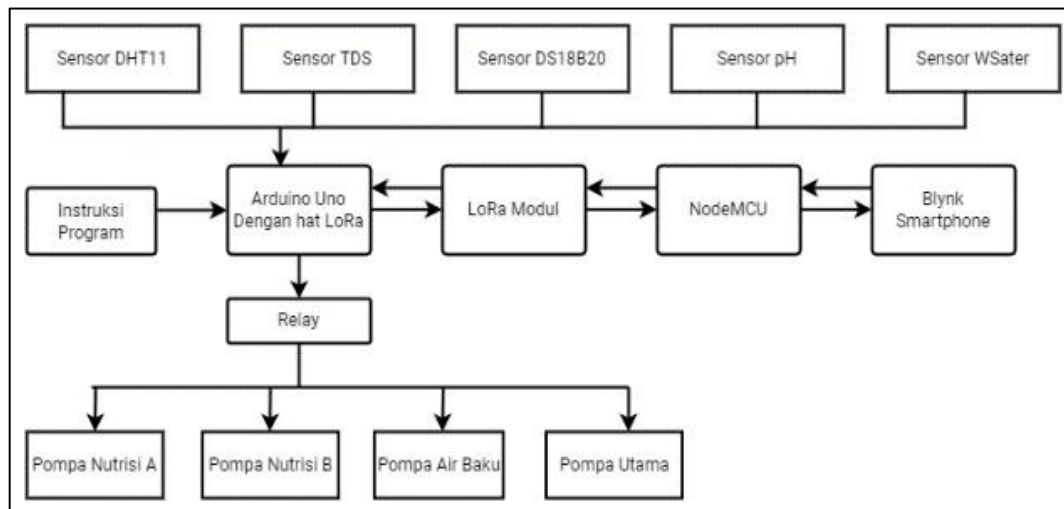 Sensor DHT11
Sensor TDS
Sensor DS18B20
Sensor pH
Sensor WSater
Instruksi
Program
Arduino Uno
Dengan hat LoRa
LoRa Modul
NodeMCU
Blynk
Smartphone
Relay
Pompa Nutrisi A
Pompa Nutrisi B
Pompa Air Baku
Pompa Utama